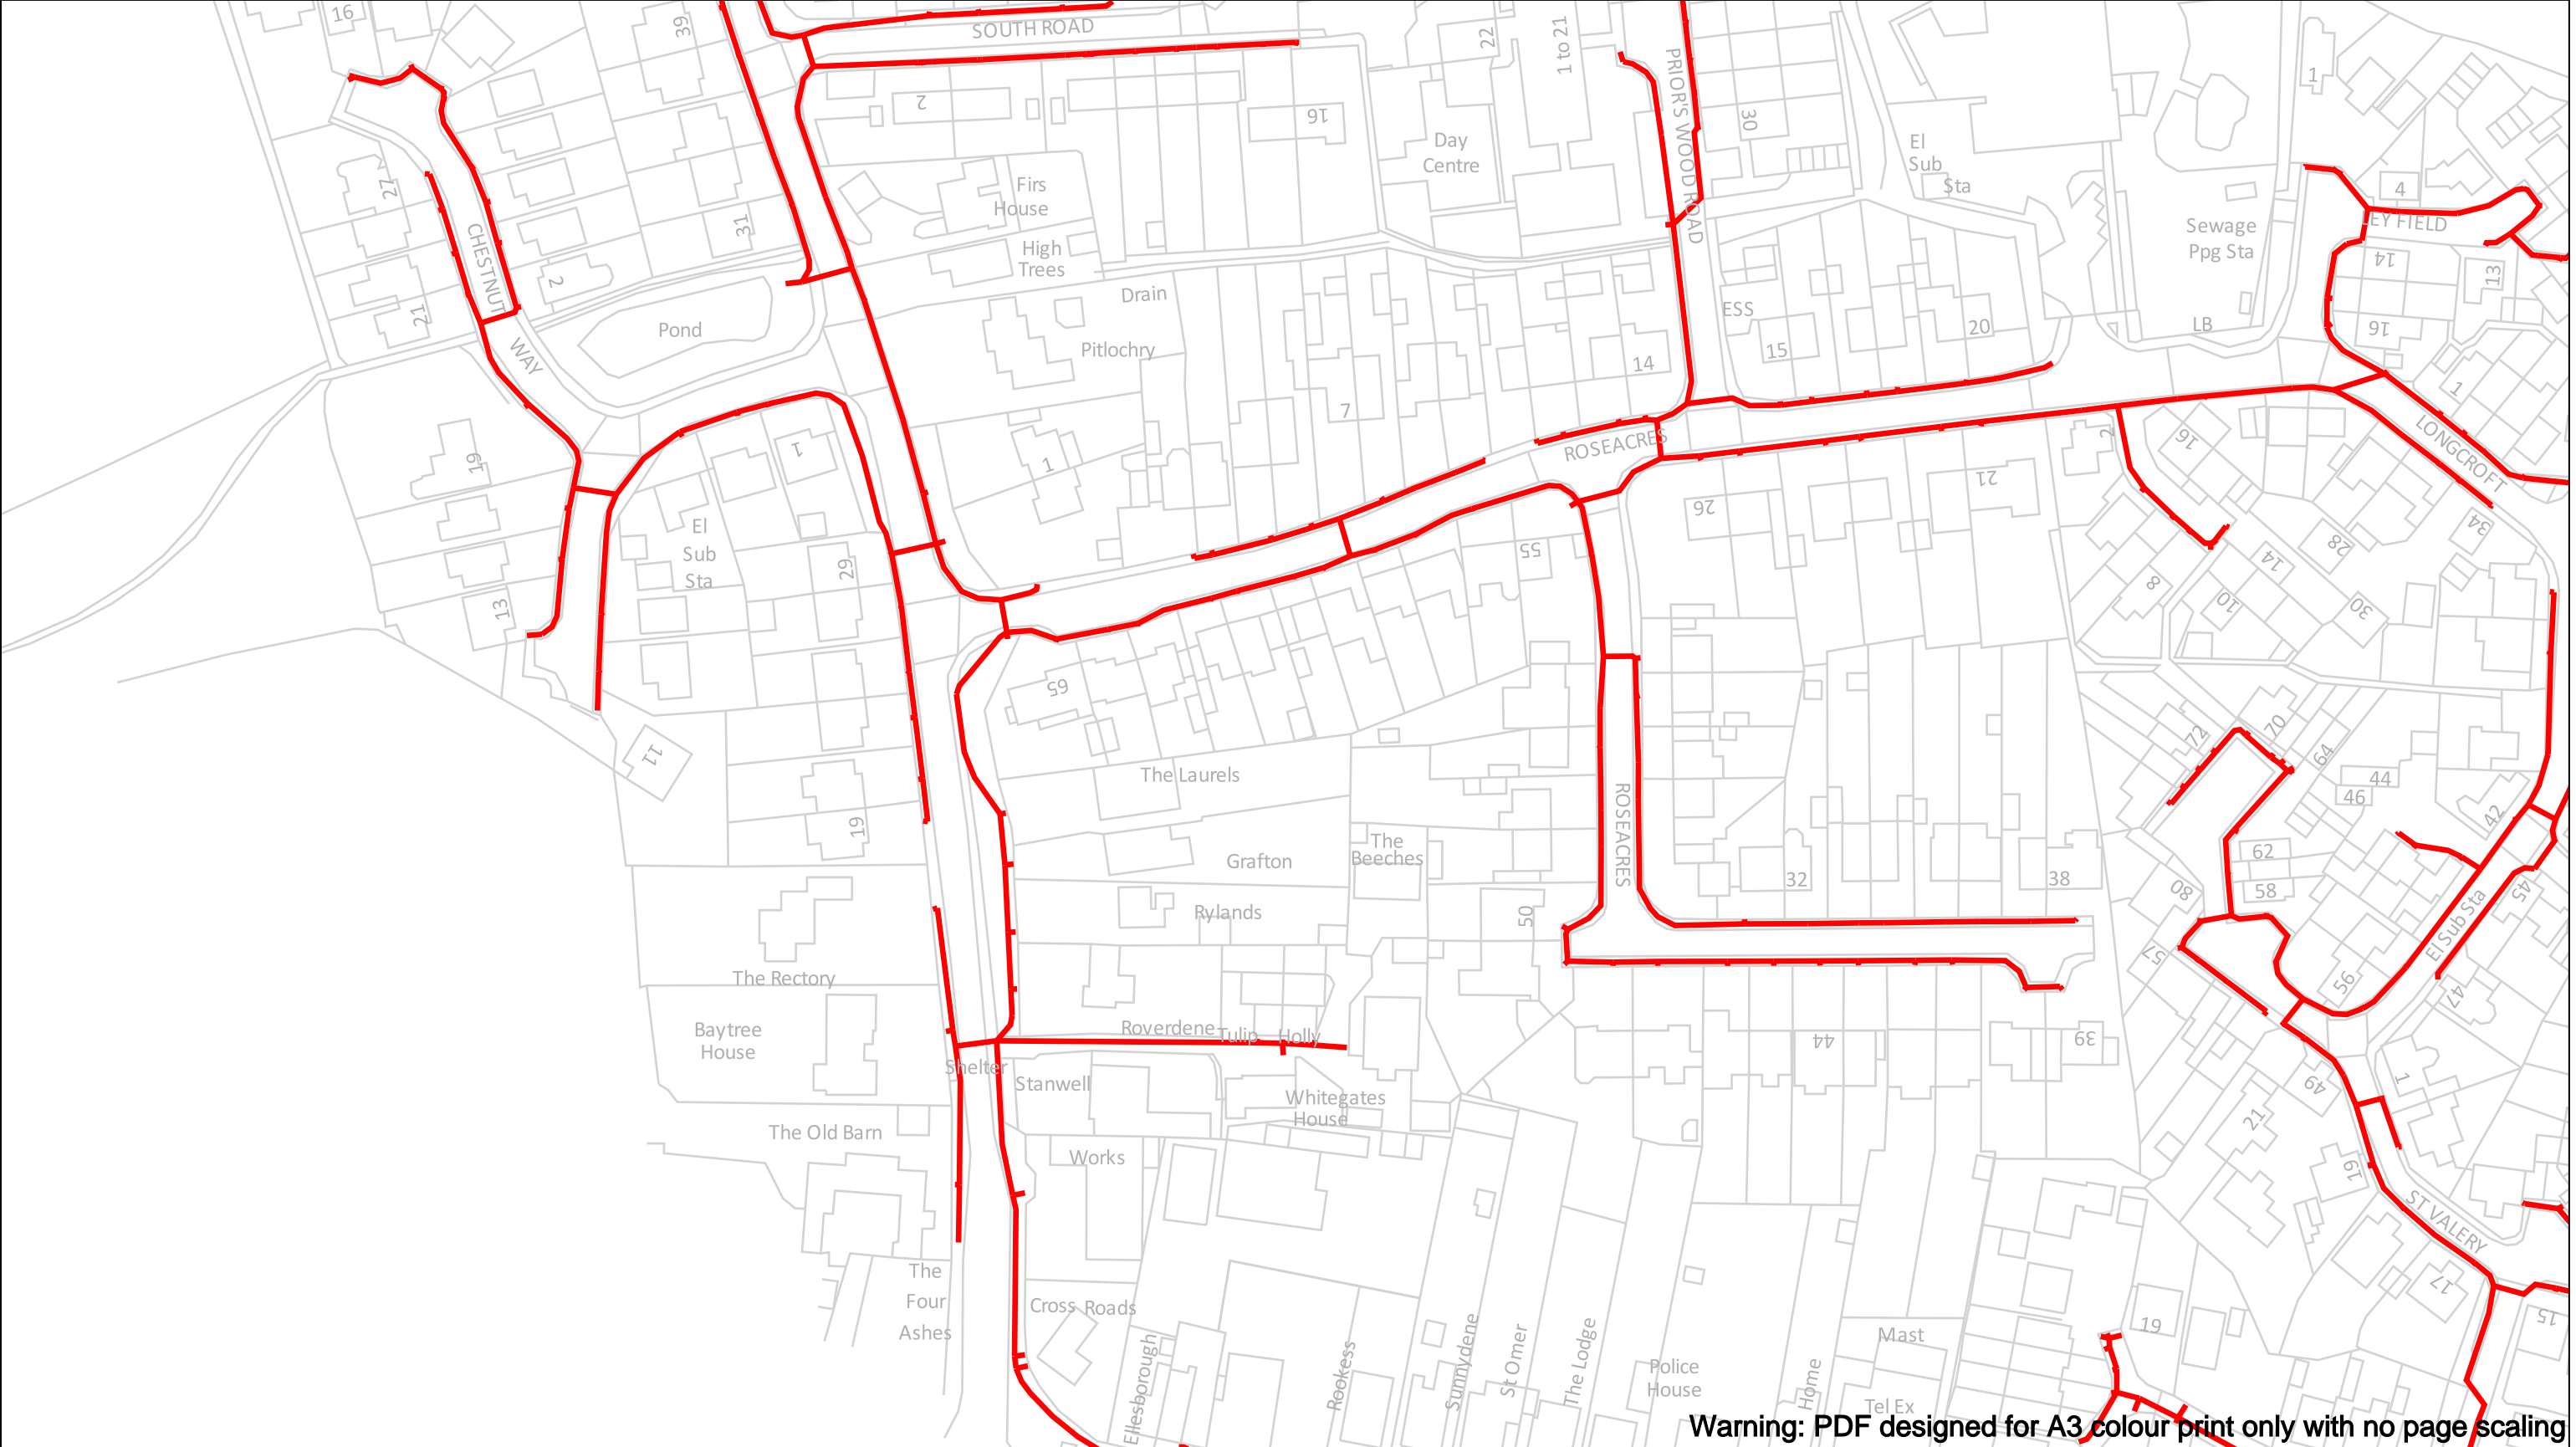 16
39
SOUTH ROAD
22
1 to 21
PRIOR'S WOOD ROAD
30
1
2
16
Day
Centre
El
Sub
Sta
27
Firs
House
31
4
EY FIELD
Sewage
Ppg Sta
CHESTNUT
WAY
High
Trees
2
14
13
Drain
21
Pond
Pitlochry
ESS
LB
16
14
15
20
7
1
LONGCROFT
1
19
1
ROSEACRES
2
16
26
21
34
El
Sub
Sta
29
55
28
14
8
10
30
13
65
11
72
70
64
The Laurels
44
46
42
19
ROSEACRES
Grafton
The
Beeches
32
38
62
58
80
45
Rylands
50
El Sub Sta
57
56
47
The Rectory
Baytree
House
Roverdene
Tulip
Holly
44
39
Shelter
Stanwell
Whitegates
House
49
1
21
The Old Barn
Works
19
ST VALERY
17
15
The
Four
Ashes
Cross Roads
Ellesborough
Rookess
Sunnydene
St Omer
The Lodge
Police
House
Home
Mast
Tel Ex
19
Warning: PDF designed for A3 colour print only with no page scaling